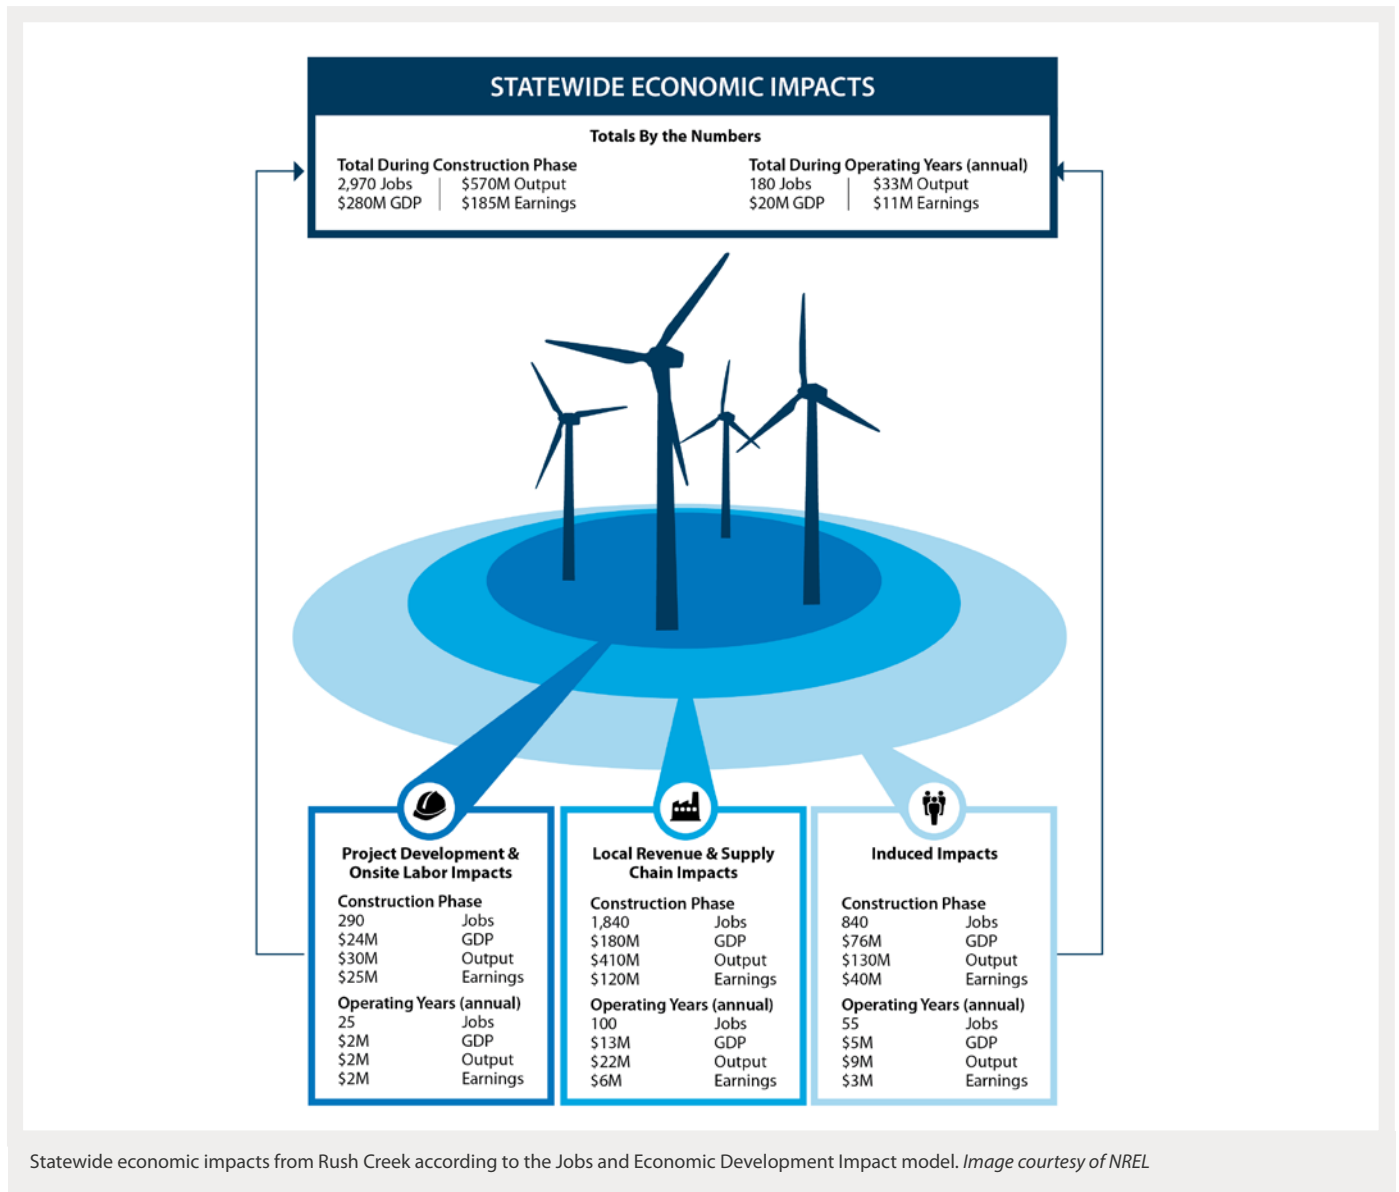 STATEWIDE ECONOMIC IMPACTS
Totals By the Numbers
Total During Construction Phase
2,970 Jobs $570M Output
$280M GDP $185M Earnings
Total During Operating Years (annual)
180 Jobs $33M Output
$20M GDP $11M Earnings
Project Development &
Onsite Labor Impacts
Construction Phase
290 Jobs
$24M GDP
$30M Output
$25M Earnings
Operating Years (annual)
25 Jobs
$2M GDP
$2M Output
$2M Earnings
Local Revenue & Supply
Chain Impacts
Construction Phase
1,840 Jobs
$180M GDP
$410M Output
$120M Earnings
Operating Years (annual)
100 Jobs
$13M GDP
$22M Output
$6M Earnings
Induced Impacts
Construction Phase
840 Jobs
$76M GDP
$130M Output
$40M Earnings
Operating Years (annual)
55 Jobs
$5M GDP
$9M Output
$3M Earnings
Statewide economic impacts from Rush Creek according to the Jobs and Economic Development Impact model. Image courtesy of NREL